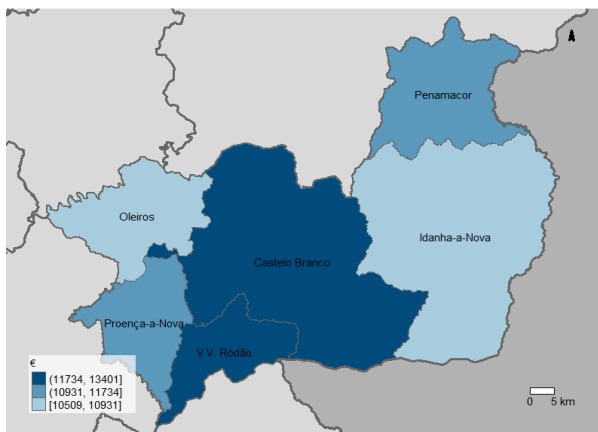 Penamacor
Oleiros
Idanha-a-Nova
Castelo Branco
Proença-a-Nova
V.V. Ródão
€
(11734, 13401]
(10931, 11734]
[10509, 10931]
0 5 km